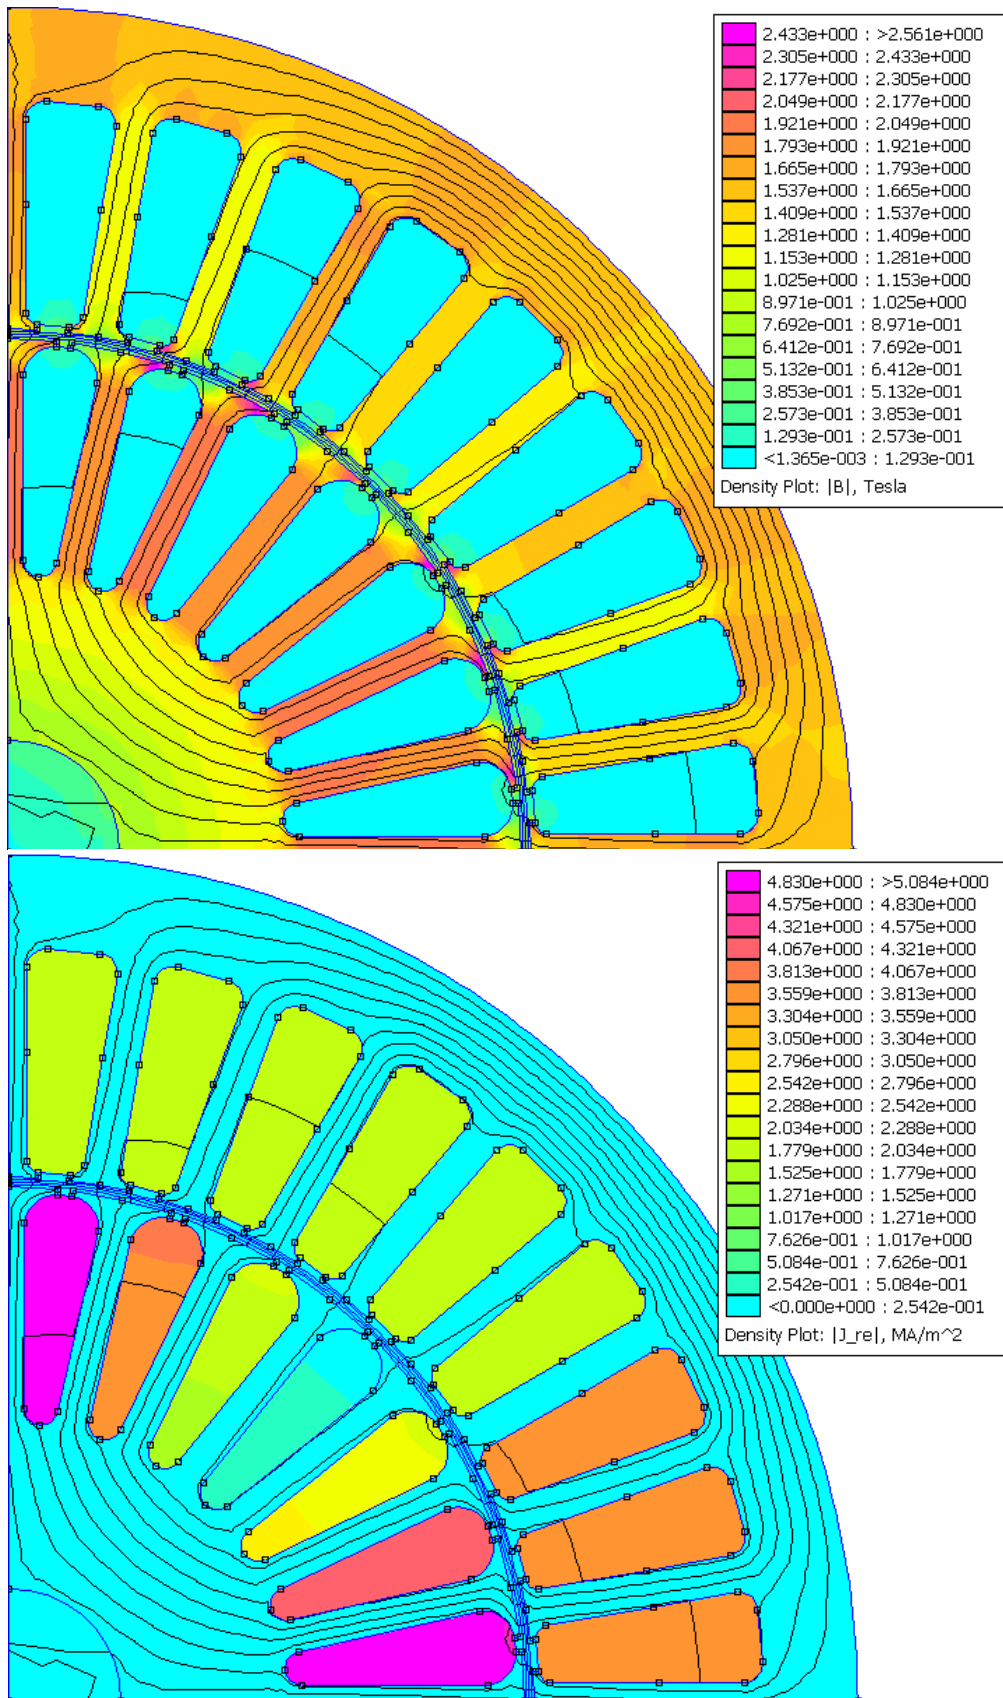 2.433e+000 : >2.561e+000
2.305e+000 : 2.433e+000
2.177e+000 : 2.305e+000
2.049e+000 : 2.177e+000
1.921e+000 : 2.049e+000
1.793e+000 : 1.921e+000
1.665e+000 : 1.793e+000
1.537e+000 : 1.665e+000
1.409e+000 : 1.537e+000
1.281e+000 : 1.409e+000
1.153e+000 : 1.281e+000
1.025e+000 : 1.153e+000
8.971e-001 : 1.025e+000
7.692e-001 : 8.971e-001
6.412e-001 : 7.692e-001
5.132e-001 : 6.412e-001
3.853e-001 : 5.132e-001
2.573e-001 : 3.853e-001
1.293e-001 : 2.573e-001
<1.365e-003 : 1.293e-001
Density Plot: |B|, Tesla
4.830e+000 : >5.084e+000
4.575e+000 : 4.830e+000
4.321e+000 : 4.575e+000
4.067e+000 : 4.321e+000
3.813e+000 : 4.067e+000
3.559e+000 : 3.813e+000
3.304e+000 : 3.559e+000
3.050e+000 : 3.304e+000
2.796e+000 : 3.050e+000
2.542e+000 : 2.796e+000
2.288e+000 : 2.542e+000
2.034e+000 : 2.288e+000
1.779e+000 : 2.034e+000
1.525e+000 : 1.779e+000
1.271e+000 : 1.525e+000
1.017e+000 : 1.271e+000
7.626e-001 : 1.017e+000
5.084e-001 : 7.626e-001
2.542e-001 : 5.084e-001
<0.000e+000 : 2.542e-001
Density Plot: |J_re|, MA/m^2